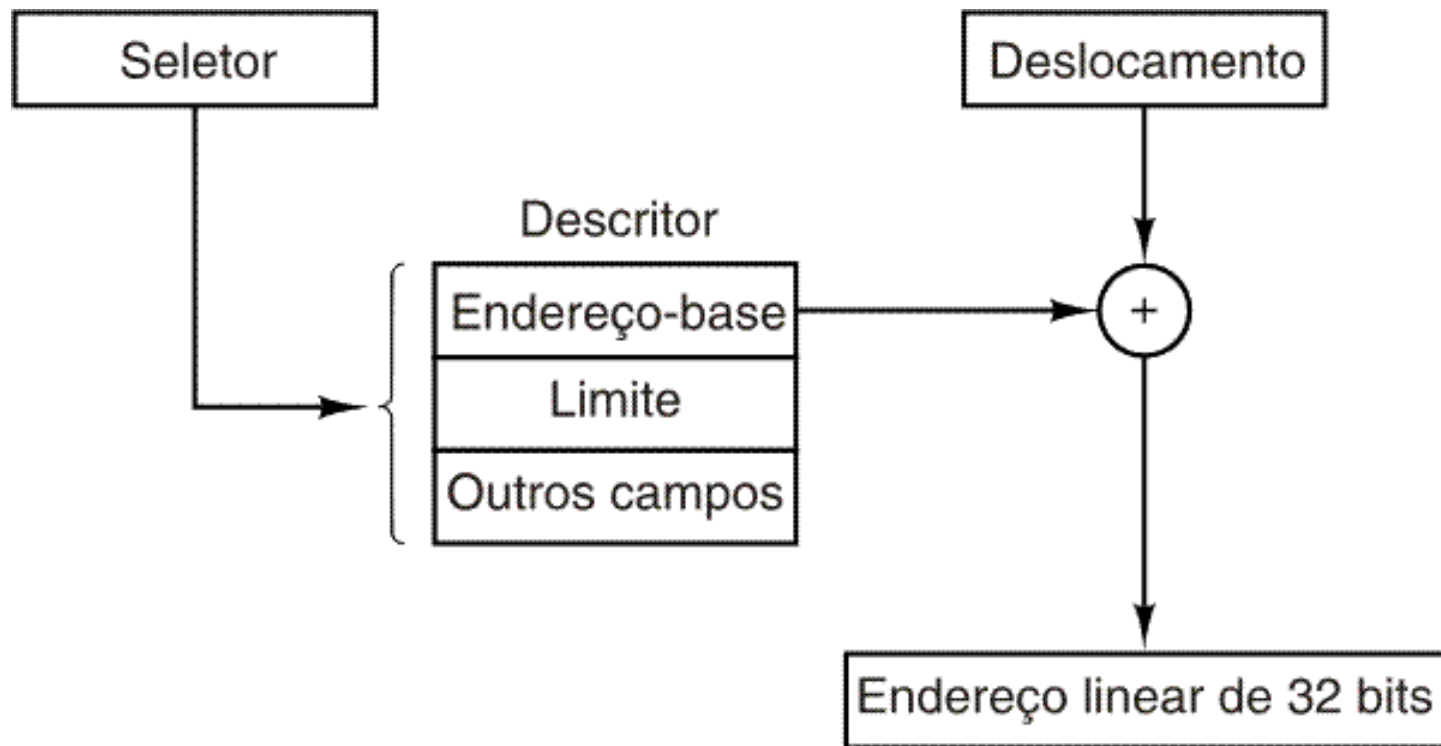 Seletor
Deslocamento
Descritor
Endereço-base
+
Limite
Outros campos
Endereço linear de 32 bits